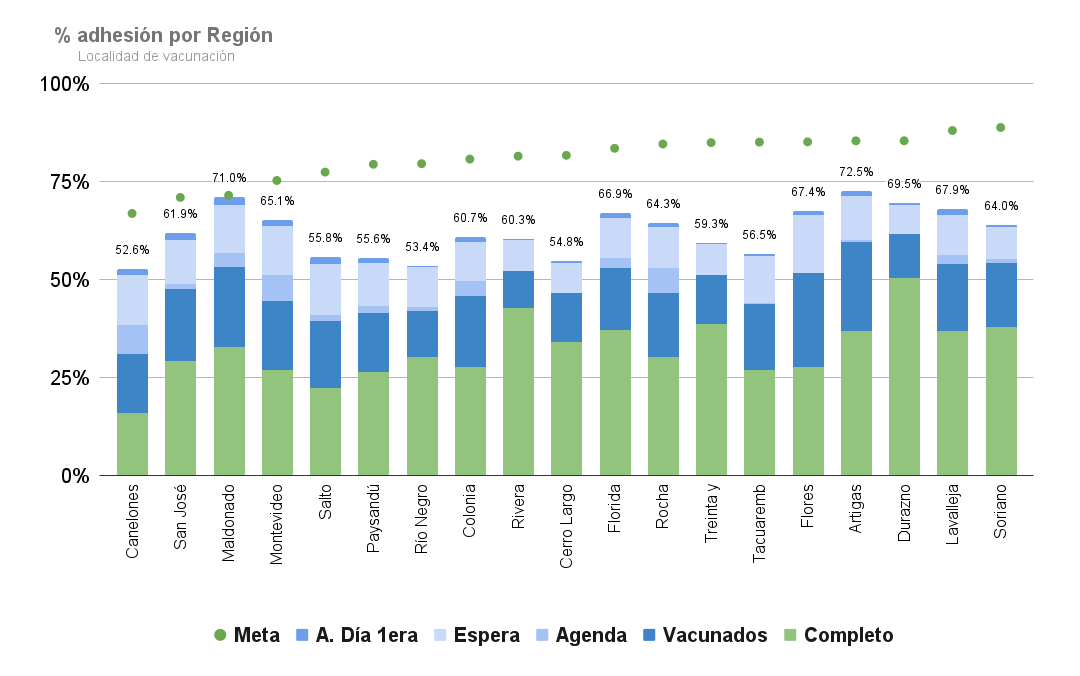 % adhesión por Región
Localidad de vacunación
100%
75%
50%
25%
0%
52.6%
61.9%
71.0%
65.1%
55.8%
55.6%
53.4%
60.7%
60.3%
54.8%
66.9%
64.3%
59.3%
56.5%
67.4%
72.5%
69.5%
67.9%
64.0%
Canelones
San José
Maldonado
Montevideo
Salto
Paysandú
Río Negro
Colonia
Rivera
Cerro Largo
Florida
Rocha
Treinta y
Tacuaremb
Flores
Artigas
Durazno
Lavalleja
Soriano
Meta A. Día 1era Espera Agenda Vacunados Completo